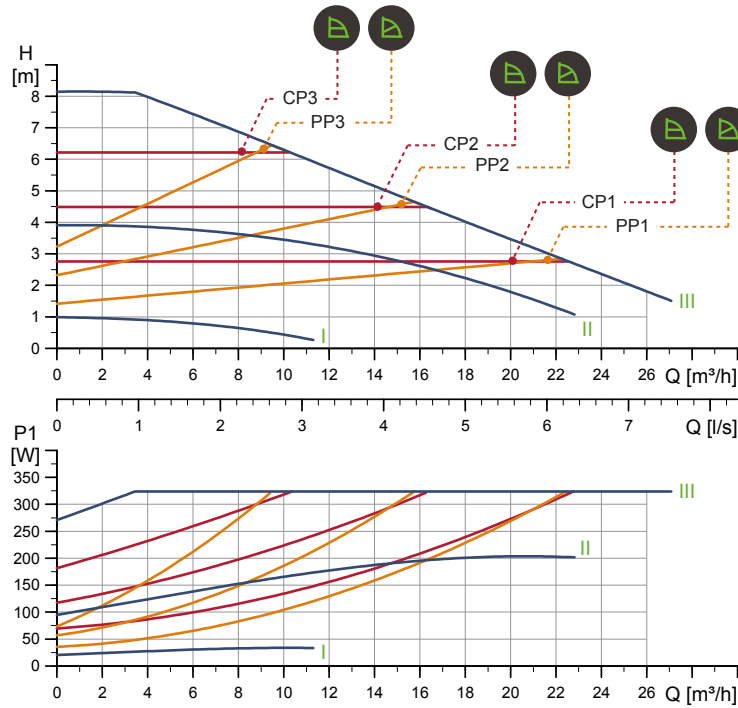 H
[m]
8
7
6
5
4
3
2
1
0
CP3
PP3
CP2
PP2
CP1
PP1
III
II
I
0 2 4 6 8 10 12 14 16 18 20 22 24 26 Q [m³/h]
0 1 2 3 4 5 6 7 Q [l/s]
P1
[W]
350
300
250
200
150
100
50
0
III
II
I
0 2 4 6 8 10 12 14 16 18 20 22 24 26 Q [m³/h]